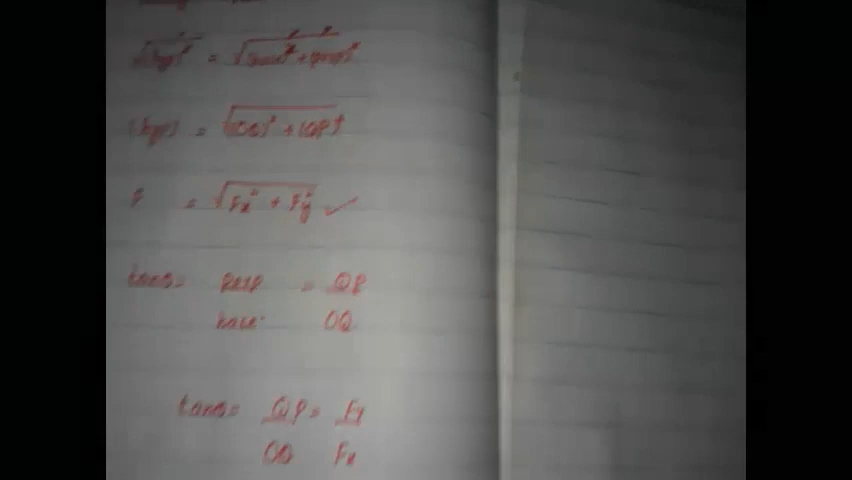 √(hyp)² = √(base)² + (perp)²
(hyp) = √(OQ)² + (QP)²
F = √Fx² + Fy² ✓
tanθ = perp = QP
base OQ
tanθ = QP = Fy
OQ Fx